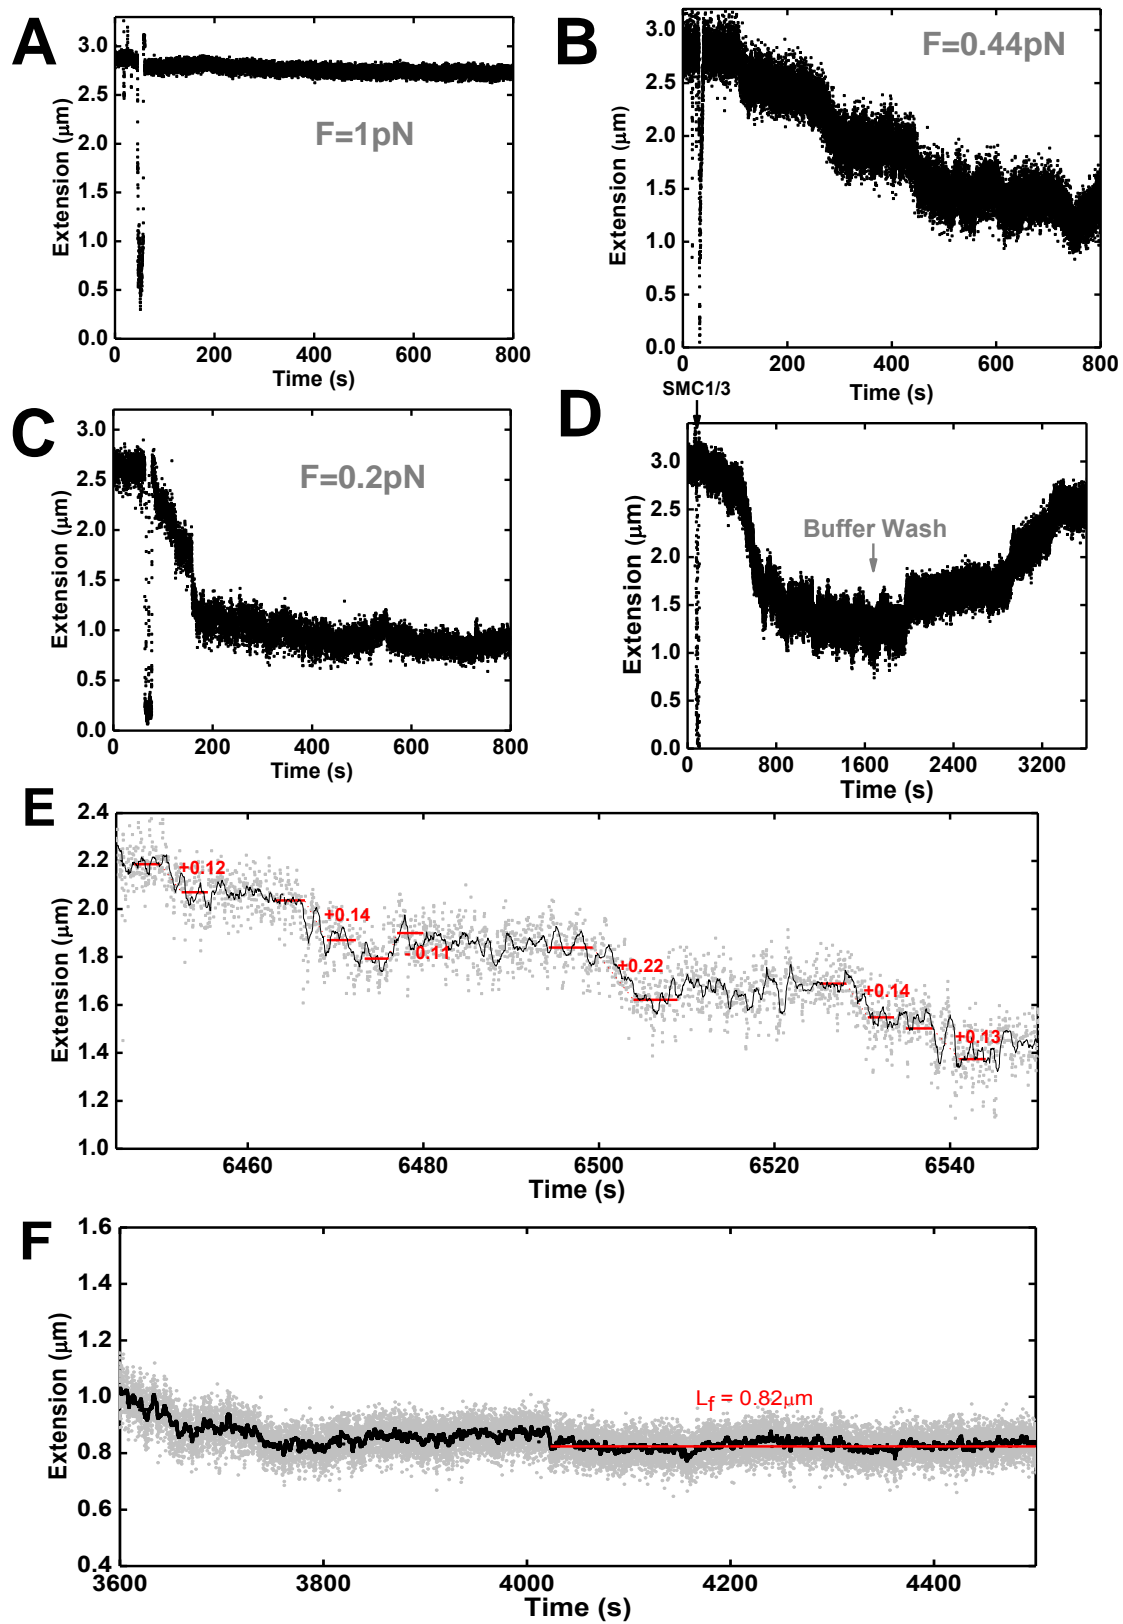 A
Extension (μm)
3.0
2.5
2.0
1.5
1.0
0.5
0.0
F=1pN
0 200 400 600 800
Time (s)
B
Extension (μm)
3.0
2.5
2.0
1.5
1.0
0.5
0.0
F=0.44pN
0 200 400 600 800
Time (s)
C
Extension (μm)
3.0
2.5
2.0
1.5
1.0
0.5
0.0
F=0.2pN
0 200 400 600 800
Time (s)
SMC1/3
D
Extension (μm)
3.0
2.5
2.0
1.5
1.0
0.5
0.0
Buffer Wash
0 800 1600 2400 3200
Time (s)
E
Extension (μm)
2.4
2.2
2.0
1.8
1.6
1.4
1.2
1.0
+0.12
+0.14
- 0.11
+0.22
+0.14
+0.13
6460 6480 6500 6520 6540
Time (s)
F
Extension (μm)
1.6
1.4
1.2
1.0
0.8
0.6
0.4
Lf = 0.82μm
3600 3800 4000 4200 4400
Time (s)